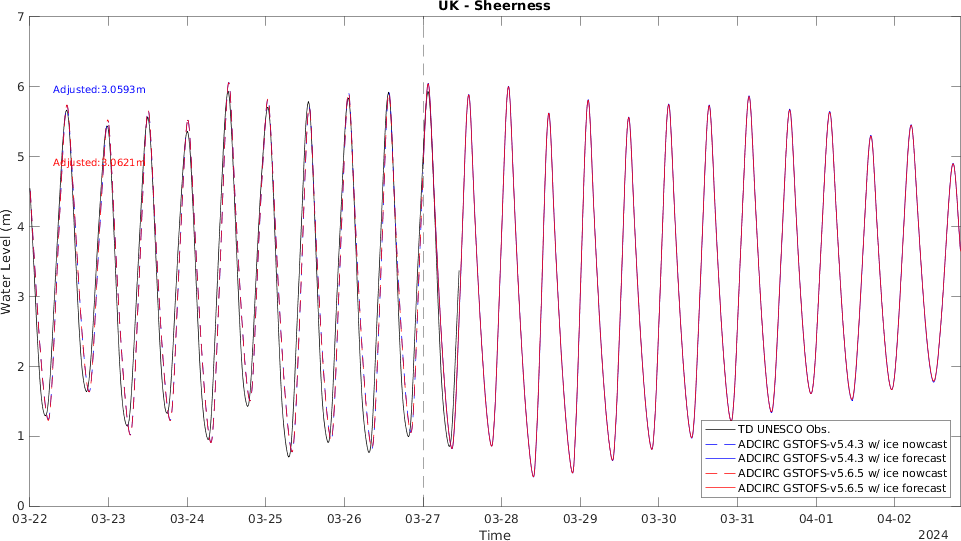 UK - Sheerness
7
6
5
4
3
2
1
0
Water Level (m)
Adjusted:3.0593m
Adjusted:3.0621m
TD UNESCO Obs.
ADCIRC GSTOFS-v5.4.3 w/ ice nowcast
ADCIRC GSTOFS-v5.4.3 w/ ice forecast
ADCIRC GSTOFS-v5.6.5 w/ ice nowcast
ADCIRC GSTOFS-v5.6.5 w/ ice forecast
03-22 03-23 03-24 03-25 03-26 03-27 03-28 03-29 03-30 03-31 04-01 04-02
Time
2024